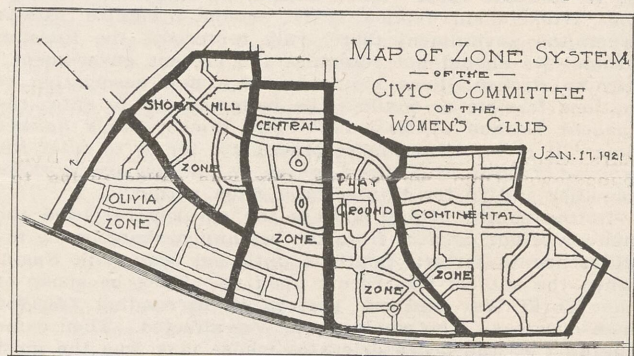 MAP OF ZONE SYSTEM
OF THE
CIVIC COMMITTEE
OF THE
WOMEN'S CLUB
JAN. 17. 1921
SHORT HILL
ZONE
OLIVIA
ZONE
CENTRAL
ZONE
PLAY
GROUND
ZONE
CONTINENTAL
ZONE